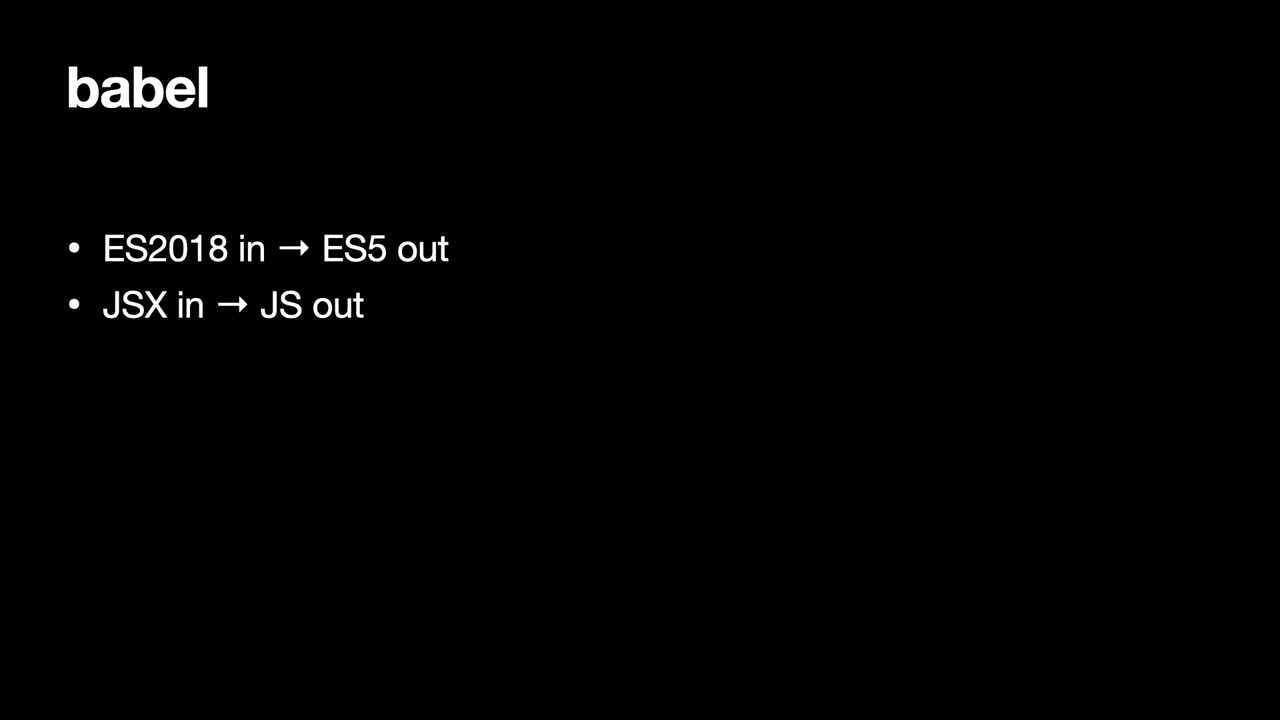 babel
• ES2018 in → ES5 out
• JSX in → JS out